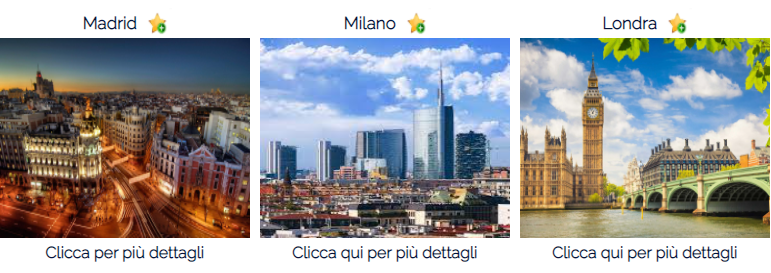 Madrid
Milano
Londra
Clicca per più dettagli
Clicca qui per più dettagli
Clicca qui per più dettagli